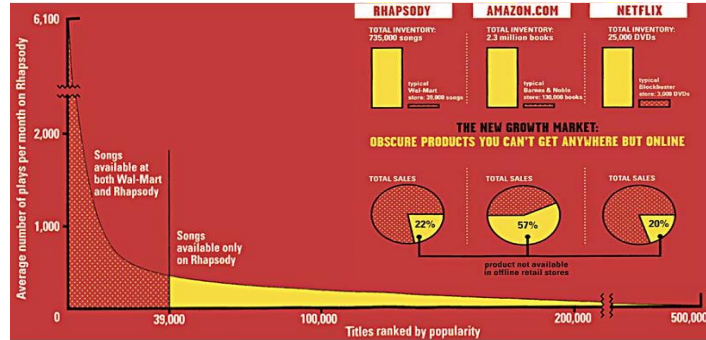 6,100
2,000
1,000
0
Average number of plays per month on Rhapsody
Songs
available at
both Wal-Mart
and Rhapsody
Songs
available only
on Rhapsody
39,000
100,000
200,000
500,000
Titles ranked by popularity
RHAPSODY
TOTAL INVENTORY:
735,000 songs
typical
Wal-Mart
store: 39,000 songs
AMAZON.COM
TOTAL INVENTORY:
2.3 million books
typical
Barnes & Noble
store: 130,000 books
NETFLIX
TOTAL INVENTORY:
25,000 DVDs
typical
Blockbuster
store: 3,000 DVDs
THE NEW GROWTH MARKET:
OBSCURE PRODUCTS YOU CAN'T GET ANYWHERE BUT ONLINE
TOTAL SALES
22%
TOTAL SALES
57%
TOTAL SALES
20%
product not available
in offline retail stores